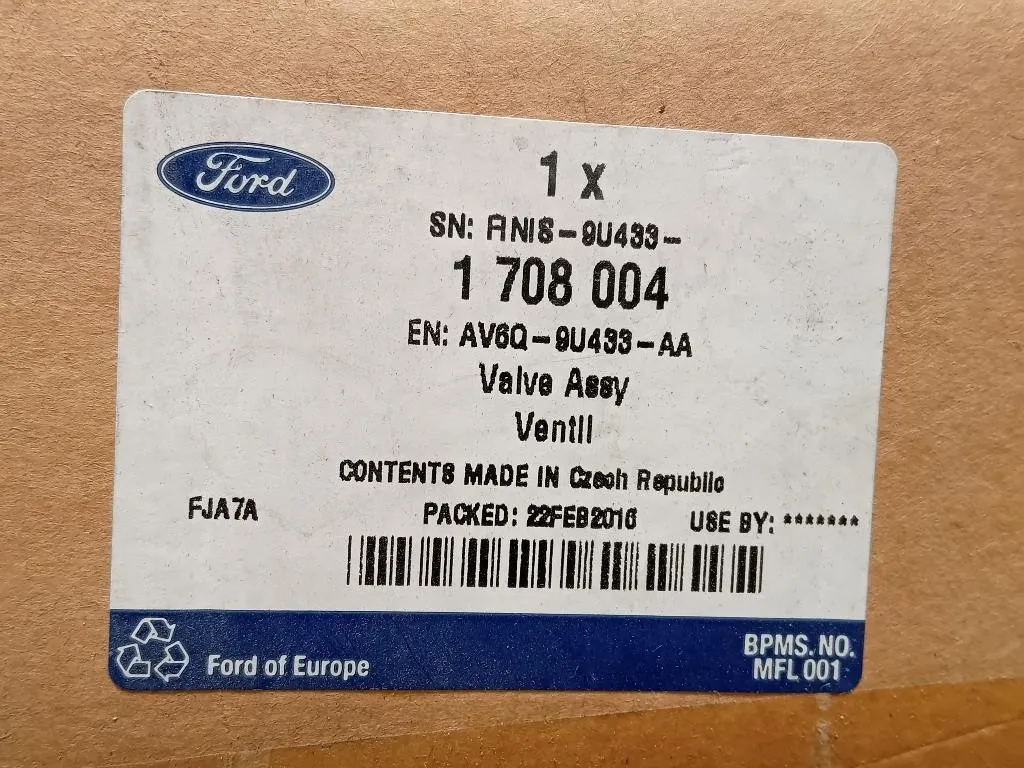 Ford
1 x
SN: FINIS-9U433-
1 708 004
EN: AV6Q-9U433-AA
Valve Assy
Ventil
CONTENTS MADE IN Czech Republic
FJA7A PACKED: 22FEB2016 USE BY: *******
Ford of Europe
BPMS. NO.
MFL 001